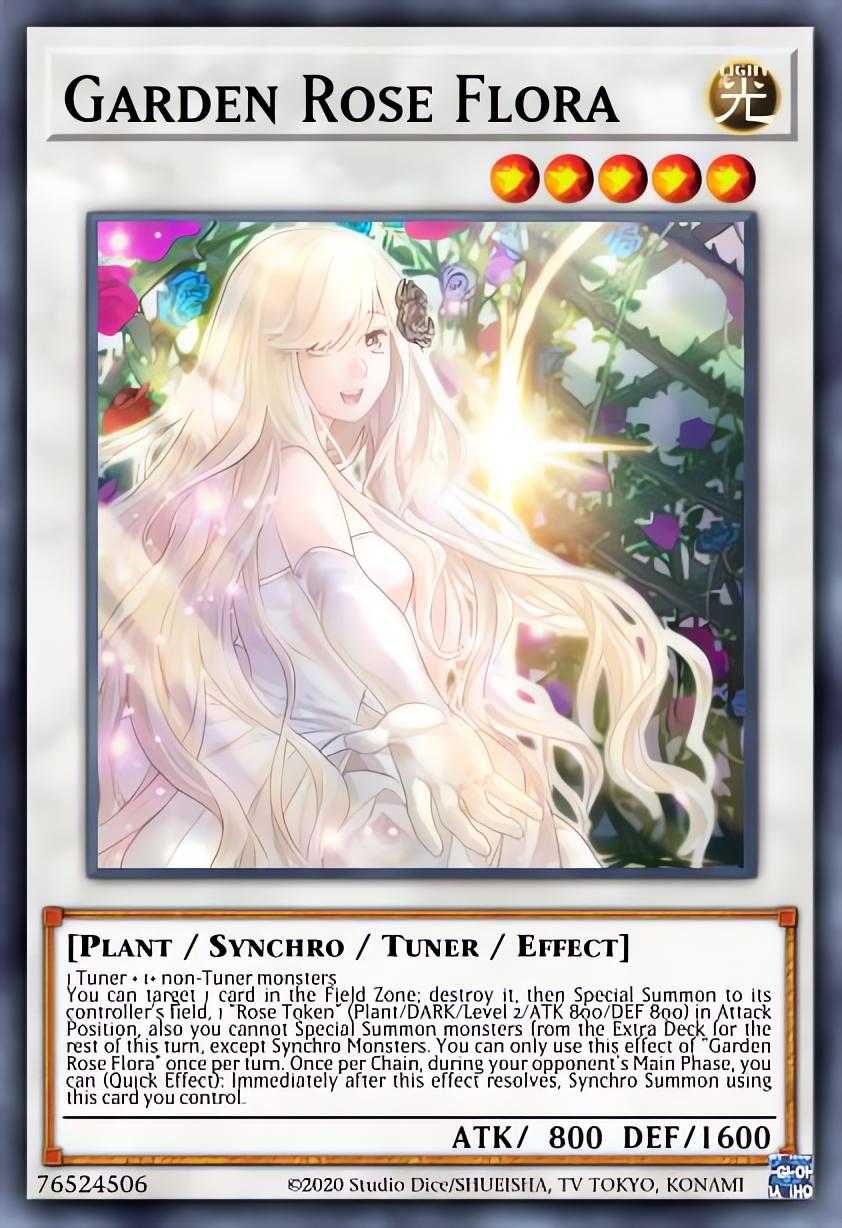 GARDEN ROSE FLORA
光
[PLANT / SYNCHRO / TUNER / EFFECT]
1 Tuner + 1+ non-Tuner monsters
You can target 1 card in the Field Zone; destroy it, then Special Summon to its
controller's field, 1 "Rose Token" (Plant/DARK/Level 2/ATK 800/DEF 800) in Attack
Position, also you cannot Special Summon monsters from the Extra Deck for the
rest of this turn, except Synchro Monsters. You can only use this effect of "Garden
Rose Flora" once per turn. Once per Chain, during your opponent's Main Phase, you
can (Quick Effect): Immediately after this effect resolves, Synchro Summon using
this card you control.
ATK/ 800 DEF/1600
76524506 ©2020 Studio Dice/SHUEISHA, TV TOKYO, KONAMI